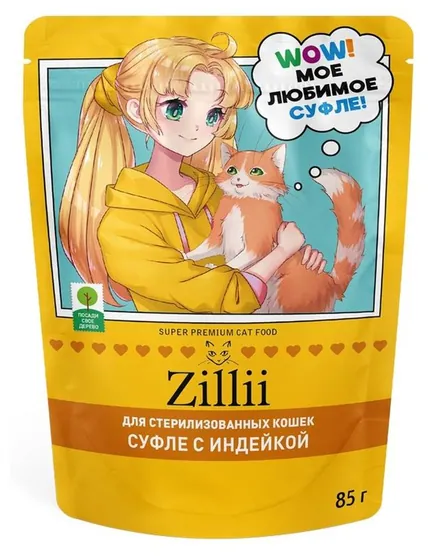 WOW!
МОЕ
ЛЮБИМОЕ
СУФЛЕ!
ПОСАДИ
СВОЕ
ДЕРЕВО
SUPER PREMIUM CAT FOOD
Zillii
ДЛЯ СТЕРИЛИЗОВАННЫХ КОШЕК
СУФЛЕ С ИНДЕЙКОЙ
85 г